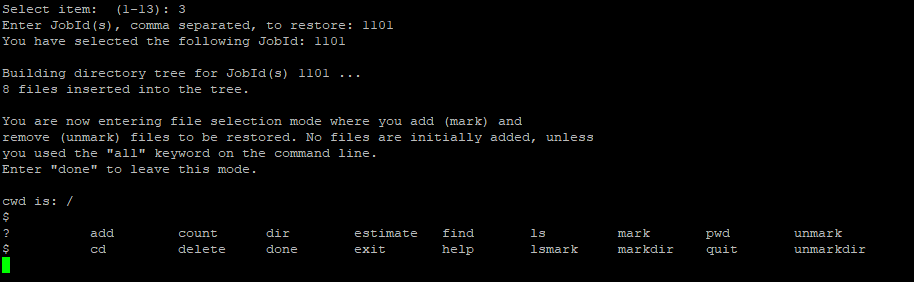 Select item:  (1-13): 3
Enter JobId(s), comma separated, to restore: 1101
You have selected the following JobId: 1101
Building directory tree for JobId(s) 1101 ...
8 files inserted into the tree.
You are now entering file selection mode where you add (mark) and
remove (unmark) files to be restored. No files are initially added, unless
you used the "all" keyword on the command line.
Enter "done" to leave this mode.
cwd is: /
$
?          add        count      dir        estimate   find       ls         mark       pwd        unmark
$          cd         delete     done       exit       help       lsmark     markdir    quit       unmarkdir